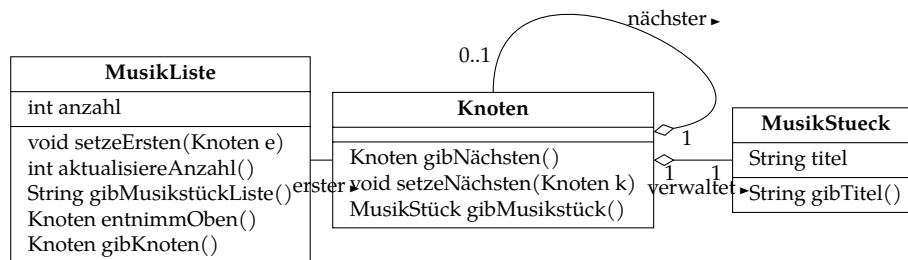 nächster ►
0..1
MusikListe
int anzahl
void setzeErsten(Knoten e)
int aktualisiereAnzahl()
String gibMusikstückListe()
Knoten entnimmOben()
Knoten gibKnoten()
erster ►
Knoten
Knoten gibNächsten()
void setzeNächsten(Knoten k)
MusikStück gibMusikstück()
1
1
1
verwaltet ►
MusikStueck
String titel
String gibTitel()